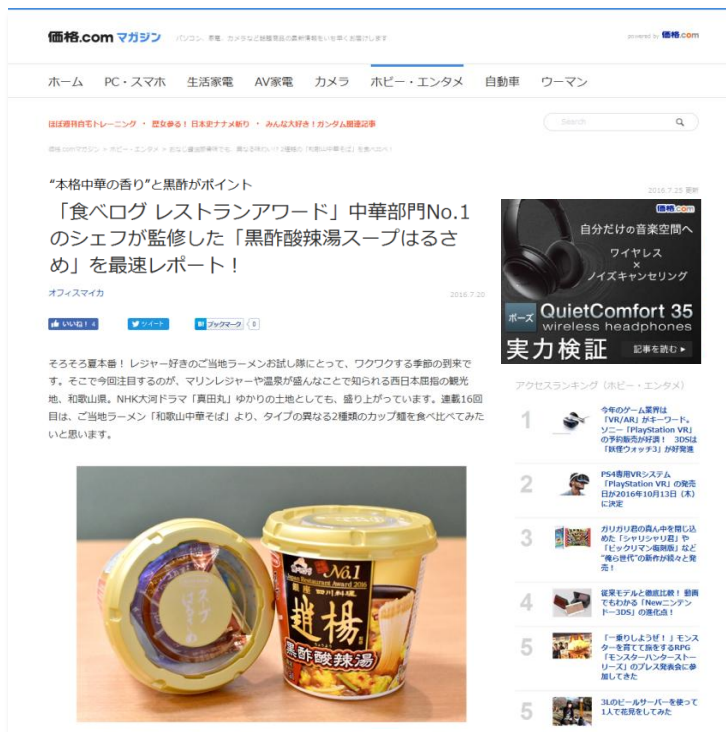 価格.com マガジン
パソコン、家電、カメラなど話題商品の最新情報をいち早くお届けします
powered by 価格.com
ホーム PC・スマホ 生活家電 AV家電 カメラ ホビー・エンタメ 自動車 ウーマン
ほぼ週刊自宅トレーニング ・ 歴女参る！日本史ナナメ斬り ・ みんな大好き！ガンダム関連記事
Search
価格.comマガジン > ホビー・エンタメ >
"本格中華の香り"と黒酢がポイント
「食べログ レストランアワード」中華部門No.1
のシェフが監修した「黒酢酸辣湯スープはるさ
め」を最速レポート！
オフィスマイカ
2016.7.20
いいね！ 4
ツイート
B! ブックマーク 0
そろそろ夏本番！ レジャー好きのご当地ラーメンお試し隊にとって、ワクワクする季節の到来で
す。そこで今回注目するのが、マリンレジャーや温泉が盛んなことで知られる西日本屈指の観光
地、和歌山県。NHK大河ドラマ「真田丸」ゆかりの土地としても、盛り上がっています。連載16回
目は、ご当地ラーメン「和歌山中華そば」より、タイプの異なる2種類のカップ麺を食べ比べてみた
いと思います。
スープ
はるさめ
No.1
Japan Restaurant Award 2016
銀座 四川料理
趙楊
黒酢酸辣湯
2016.7.25 更新
価格.com
自分だけの音楽空間へ
ワイヤレス
×
ノイズキャンセリング
ボーズ QuietComfort 35
wireless headphones
実力検証
記事を読む
アクセスランキング（ホビー・エンタメ）
1
今年のゲーム業界は
「VR/AR」がキーワード。
ソニー「PlayStation VR」
の予約販売が好調！ 3DSは
「妖怪ウォッチ3」が好発進
2
PS4専用VRシステム
「PlayStation VR」の発売
日が2016年10月13日（木）
に決定
3
ガリガリ君の真ん中を閉じ込
めた「シャリシャリ君」や
「ビックリマン復刻版」など
"俺ら世代"の新作が続々と発
売！
4
従来モデルと徹底比較！ 動画
でもわかる「Newニンテン
ドー3DS」の進化点！
5
「一乗りしようぜ！」モンス
ターを育てて旅をするRPG
「モンスターハンターストー
リーズ」のプレス発表会に参
加してきた
5
3Lのビールサーバーを使って
1人で花見をしてみた